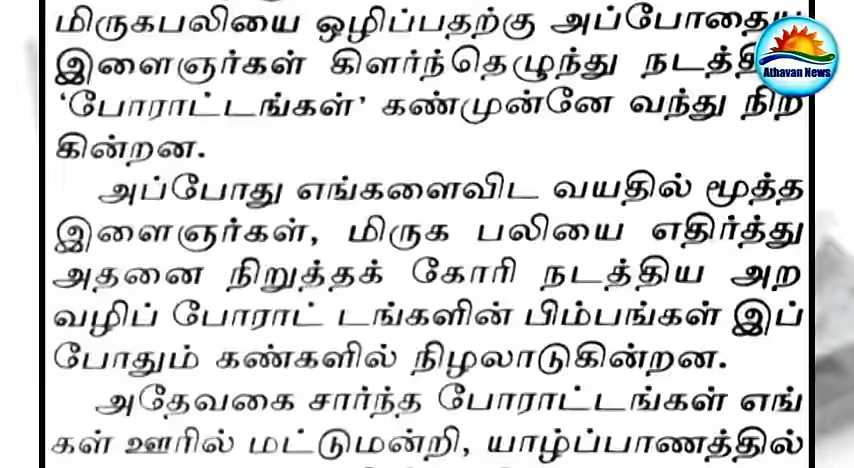 மிருகபலியை ஒழிப்பதற்கு அப்போதைய
இளைஞர்கள் கிளர்ந்தெழுந்து
‘போராட்டங்கள்’ கண்முன்னே வந்து நிற்
கின்றன.
அப்போது எங்களைவிட வயதில் மூத்த
இளைஞர்கள், மிருக பலியை எதிர்த்து
அதனை நிறுத்தக் கோரி நடத்திய அற
வழிப் போராட் டங்களின் பிம்பங்கள் இப்
போதும் கண்களில் நிழலாடுகின்றன.
அதேவகை சார்ந்த போராட்டங்கள் எங்
கள் ஊரில் மட்டுமன்றி, யாழ்ப்பாணத்தில்
Athavan News